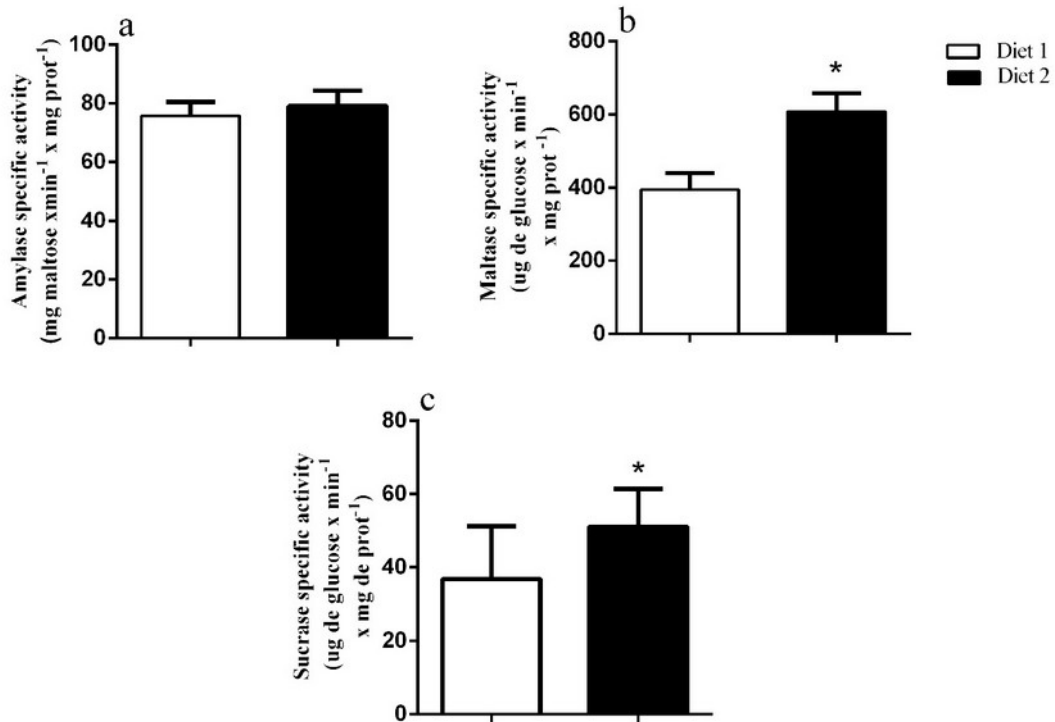 a
Amylase specific activity
(mg maltose xmin⁻¹ x mg prot⁻¹)
100
80
60
40
20
0
b
Maltase specific activity
(ug de glucose x min⁻¹
x mg prot ⁻¹)
800
600
400
200
0
*
Diet 1
Diet 2
c
Sucrase specific activity
(ug de glucose x min⁻¹
x mg de prot⁻¹)
80
60
40
20
0
*